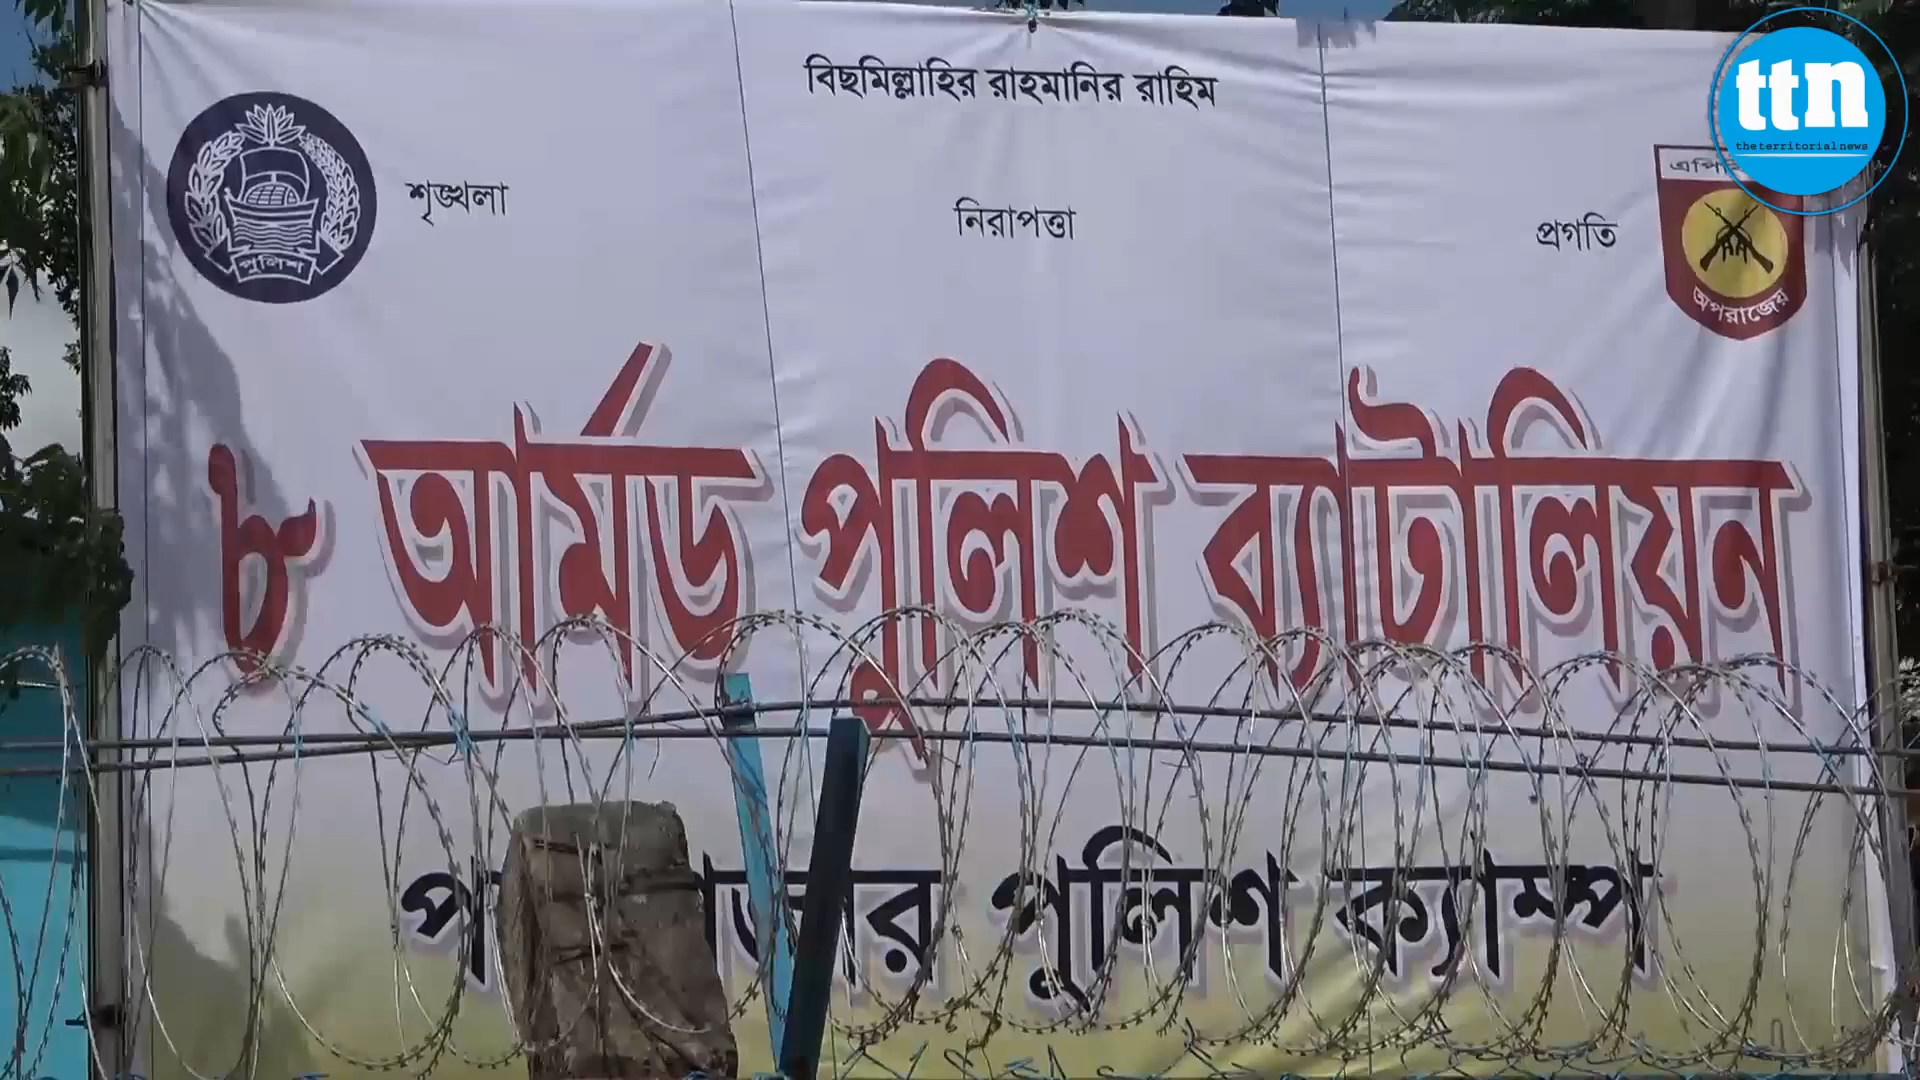 বিছমিল্লাহির রাহমানির রাহিম
শৃঙ্খলা নিরাপত্তা প্রগতি
পুলিশ
অপরাজেয়
ttn
theterritorialnews
৮ আর্মড পুলিশ ব্যাটালিয়ন
পুলিশ ক্যাম্প